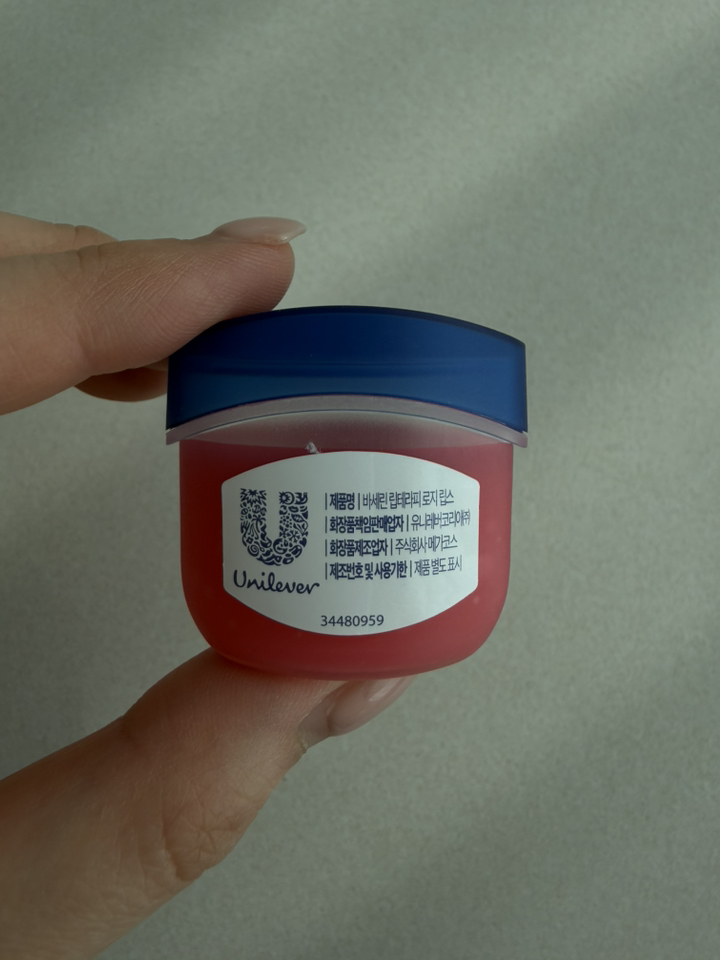 제품명 | 바세린 립테라피 로지 립스
화장품책임판매업자 | 유니레버코리아㈜
화장품제조업자 | 주식회사 메가코스
제조번호 및 사용기한 | 제품 별도 표시
Unilever
34480959